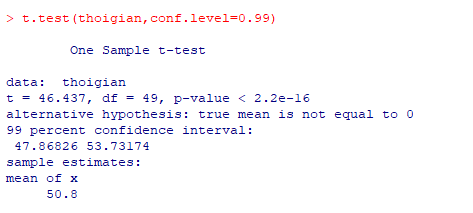 > t.test(thoigian,conf.level=0.99)
One Sample t-test
data:  thoigian
t = 46.437, df = 49, p-value < 2.2e-16
alternative hypothesis: true mean is not equal to 0
99 percent confidence interval:
47.86826 53.73174
sample estimates:
mean of x
50.8